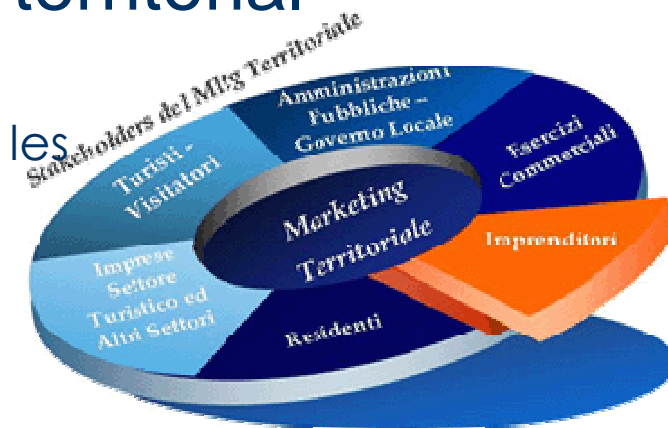 territorial
les
Stakeholders del Mktg Territoriale
Amministrazioni
Pubbliche –
Governo Locale
Esercizi
Commerciali
Turisti -
Visitatori
Marketing
Territoriale
Imprenditori
Imprese
Settore
Turistico ed
Altri Settori
Residenti